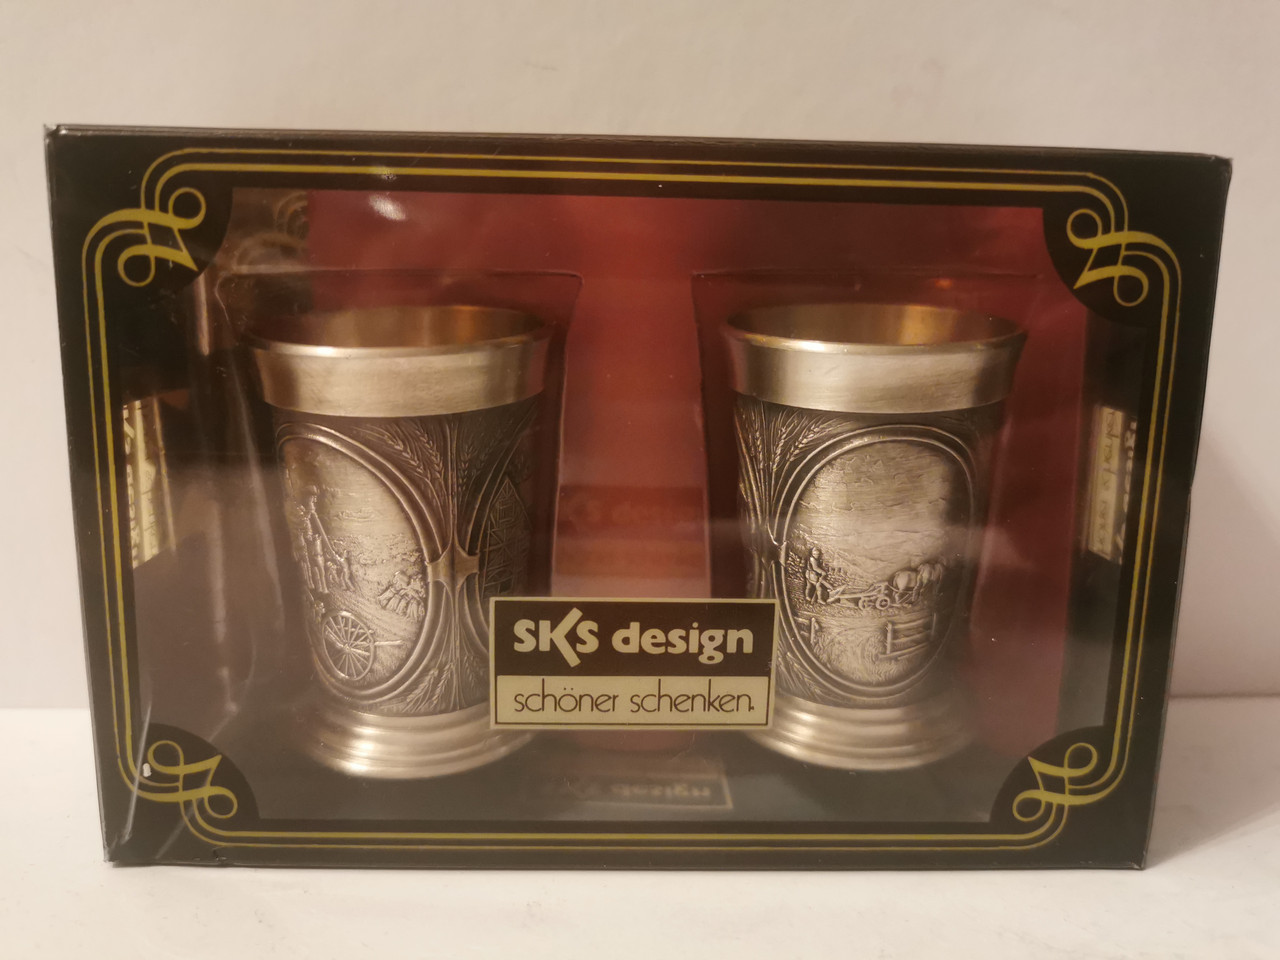 SKS design
schöner schenken.